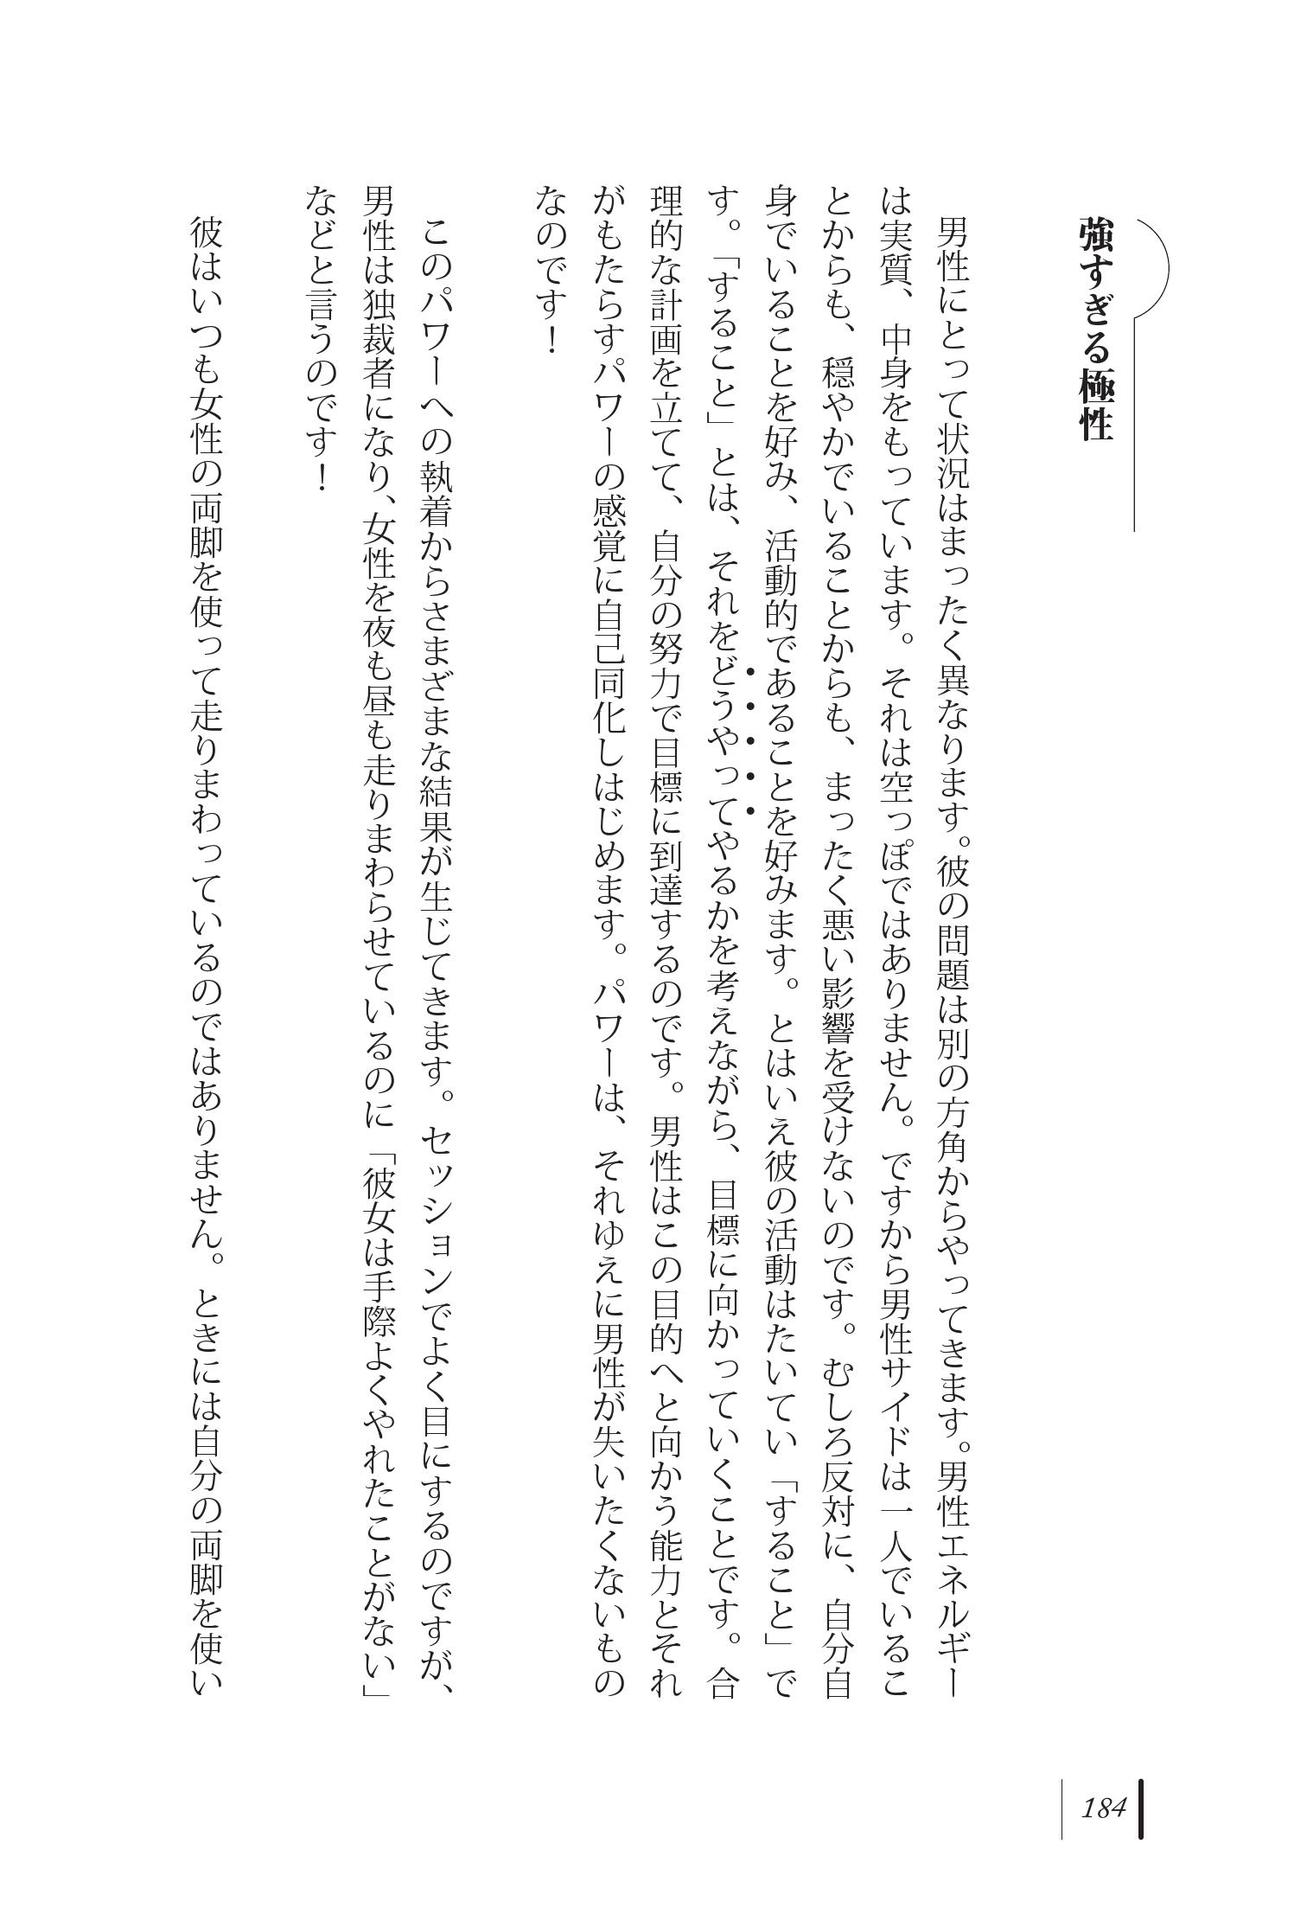 強すぎる極性
男性にとって状況はまったく異なります。彼の問題は別の方角からやってきます。男性エネルギー
は実質、中身をもっています。それは空っぽではありません。ですから男性サイドは一人でいるこ
とからも、穏やかでいることからも、まったく悪い影響を受けないのです。むしろ反対に、自分自
身でいることを好み、活動的であることを好みます。とはいえ彼の活動はたいてい「すること」で
す。「すること」とは、それをどうやってやるかを考えながら、目標に向かっていくことです。合
理的な計画を立てて、自分の努力で目標に到達するのです。男性はこの目的へと向かう能力とそれ
がもたらすパワーの感覚に自己同化しはじめます。パワーは、それゆえに男性が失いたくないもの
なのです！
このパワーへの執着からさまざまな結果が生じてきます。セッションでよく目にするのですが、
男性は独裁者になり、女性を夜も昼も走りまわらせているのに「彼女は手際よくやれたことがない」
などと言うのです！
彼はいつも女性の両脚を使って走りまわっているのではありません。ときには自分の両脚を使い
184